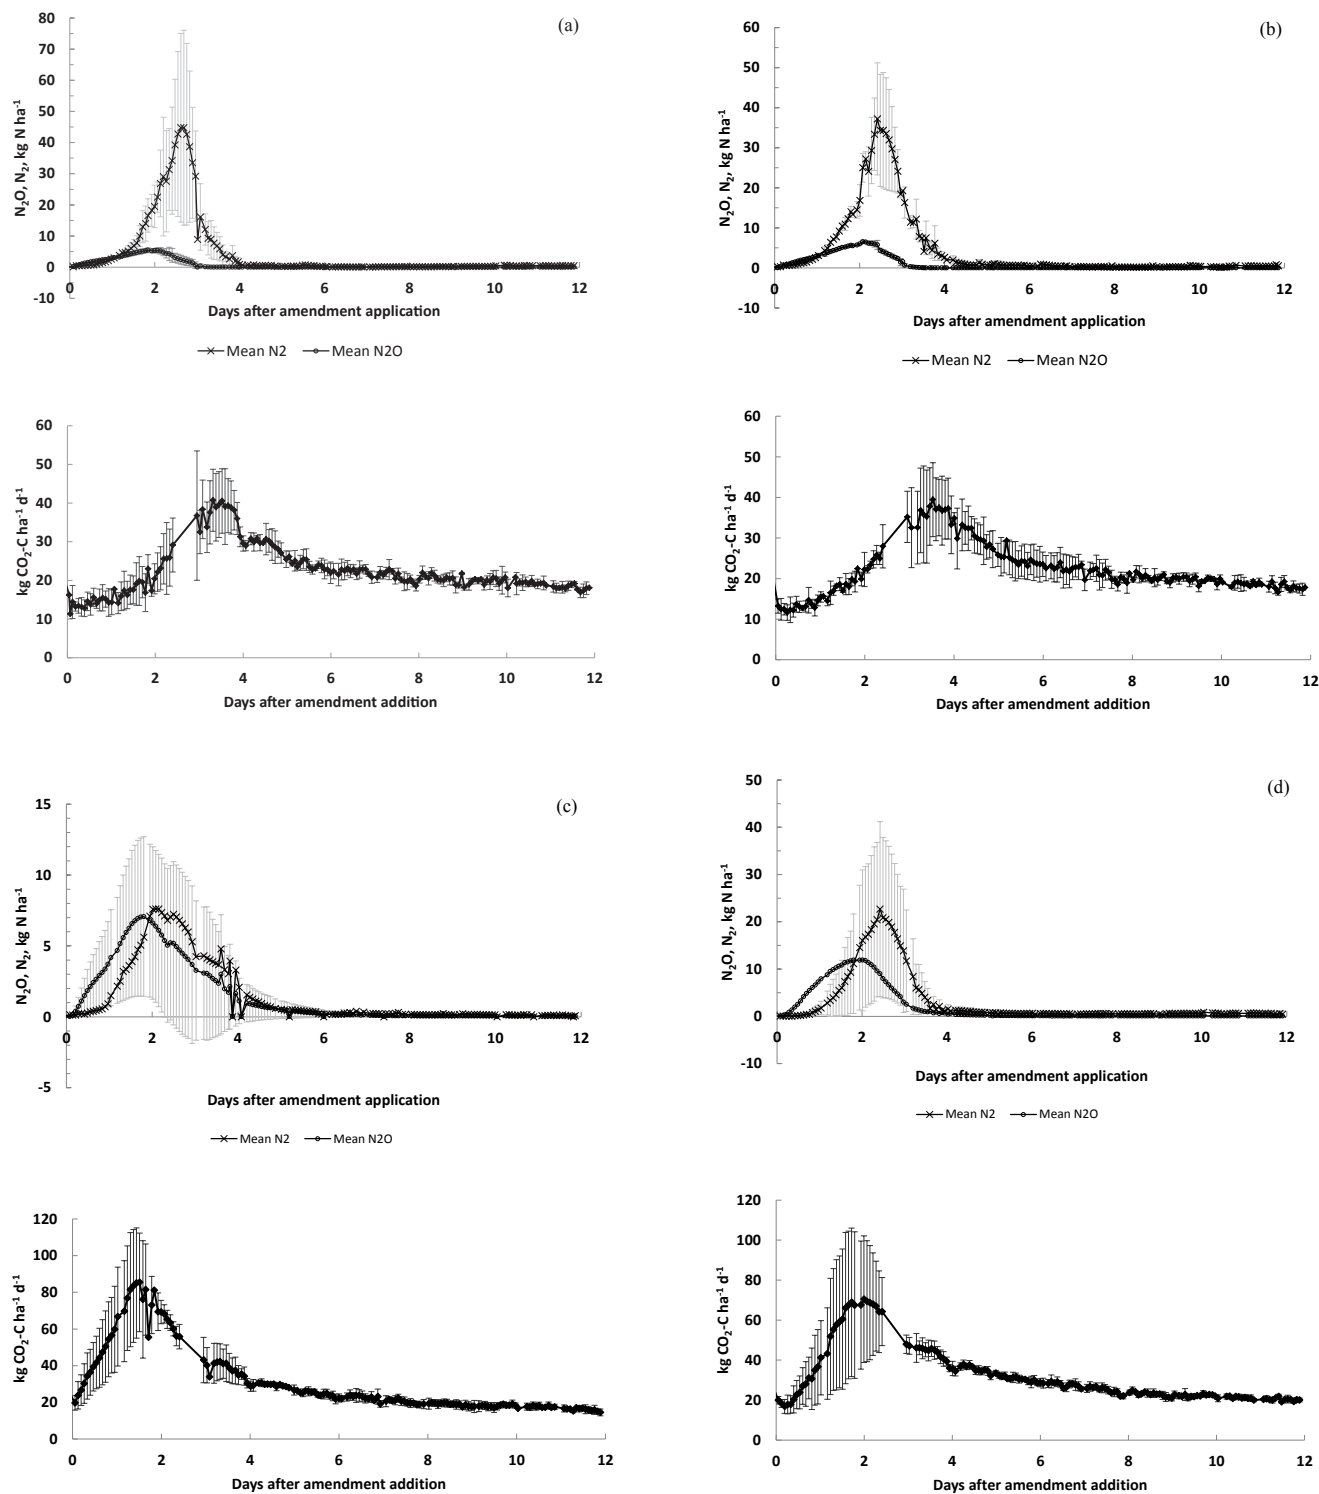 (a)
N₂O, N₂, kg N ha⁻¹
80
70
60
50
40
30
20
10
0
-10
0 2 4 6 8 10 12
Days after amendment application
Mean N2 Mean N2O
(b)
N₂O, N₂, kg N ha⁻¹
60
50
40
30
20
10
0
-10
0 2 4 6 8 10 12
Days after amendment application
Mean N2 Mean N2O
kg CO₂-C ha⁻¹ d⁻¹
60
50
40
30
20
10
0
0 2 4 6 8 10 12
Days after amendment addition
kg CO₂-C ha⁻¹ d⁻¹
60
50
40
30
20
10
0
0 2 4 6 8 10 12
Days after amendment addition
(c)
N₂O, N₂, kg N ha⁻¹
15
10
5
0
-5
0 2 4 6 8 10 12
Days after amendment application
Mean N2 Mean N2O
(d)
N₂O, N₂, kg N ha⁻¹
50
40
30
20
10
0
-10
0 2 4 6 8 10 12
Days after amendment application
Mean N2 Mean N2O
kg CO₂-C ha⁻¹ d⁻¹
120
100
80
60
40
20
0
0 2 4 6 8 10 12
Days after amendment addition
kg CO₂-C ha⁻¹ d⁻¹
120
100
80
60
40
20
0
0 2 4 6 8 10 12
Days after amendment addition